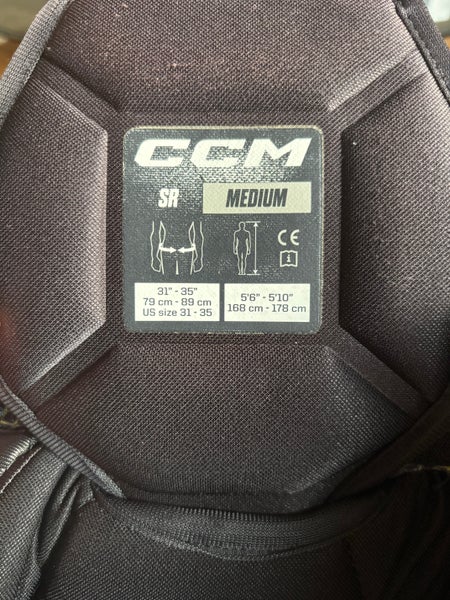 CCM
SR MEDIUM
CE
i
31" - 35"
79 cm - 89 cm
US size 31 - 35
5'6" - 5'10"
168 cm - 178 cm